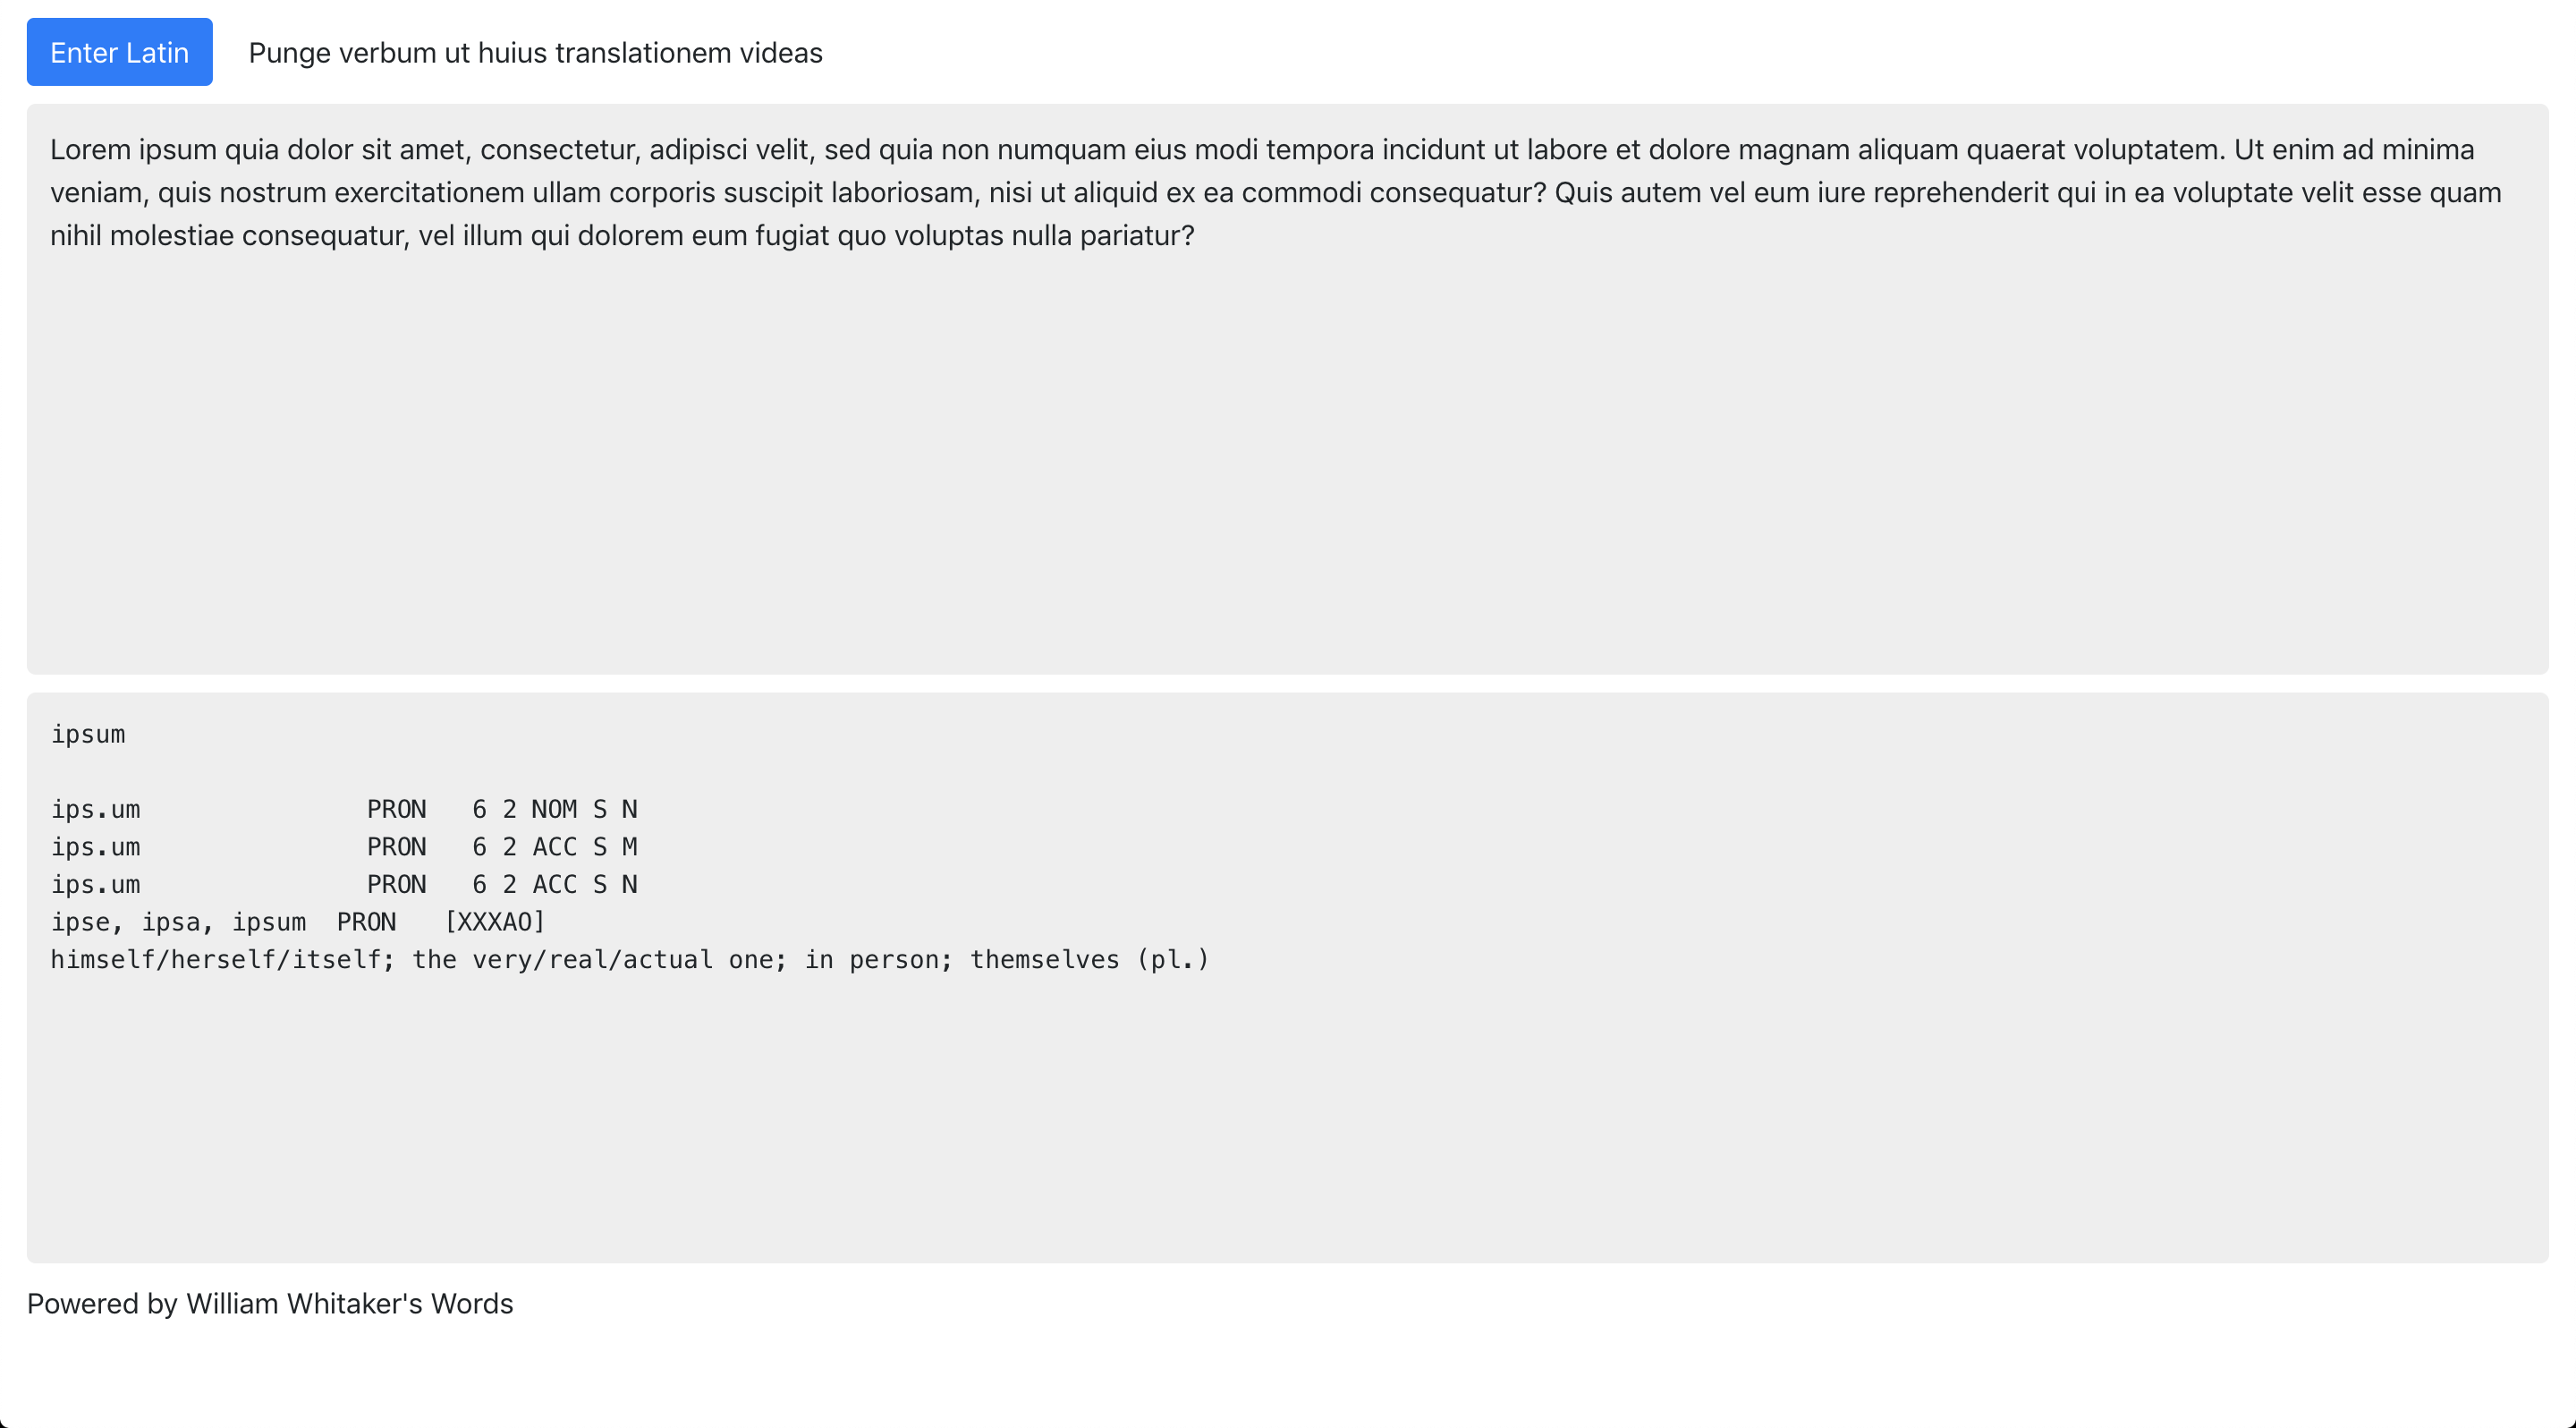 Enter Latin
Punge verbum ut huius translationem videas
Lorem ipsum quia dolor sit amet, consectetur, adipisci velit, sed quia non numquam eius modi tempora incidunt ut labore et dolore magnam aliquam quaerat voluptatem. Ut enim ad minima
veniam, quis nostrum exercitationem ullam corporis suscipit laboriosam, nisi ut aliquid ex ea commodi consequatur? Quis autem vel eum iure reprehenderit qui in ea voluptate velit esse quam
nihil molestiae consequatur, vel illum qui dolorem eum fugiat quo voluptas nulla pariatur?
ipsum
ips.um               PRON   6 2 NOM S N
ips.um               PRON   6 2 ACC S M
ips.um               PRON   6 2 ACC S N
ipse, ipsa, ipsum  PRON   [XXXAO]
himself/herself/itself; the very/real/actual one; in person; themselves (pl.)
Powered by William Whitaker's Words